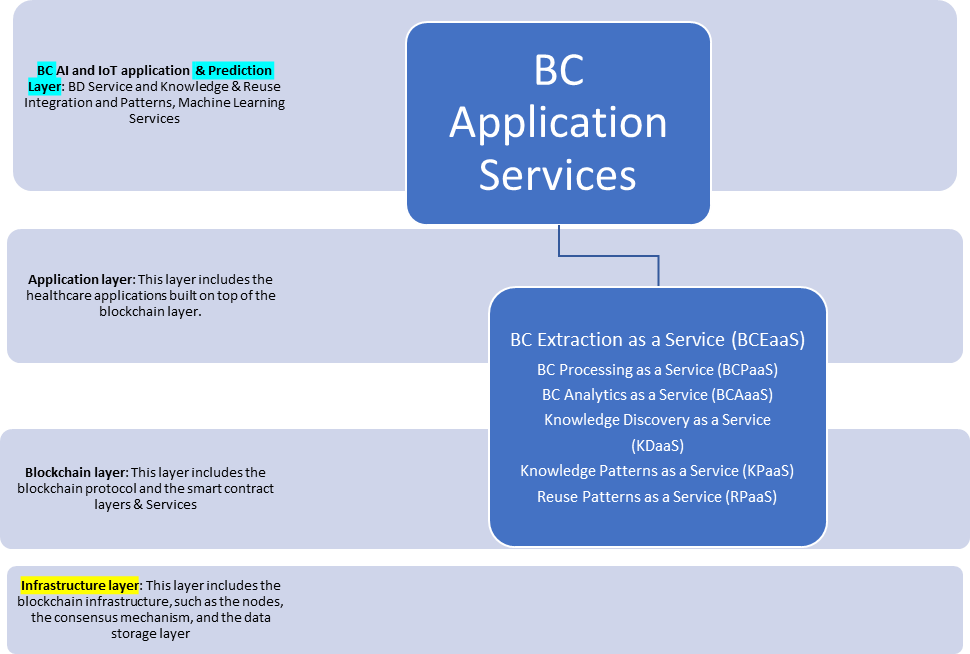 BC AI and IoT application & Prediction
Layer: BD Service and Knowledge & Reuse
Integration and Patterns, Machine Learning
Services
BC
Application
Services
Application layer: This layer includes the
healthcare applications built on top of the
blockchain layer.
BC Extraction as a Service (BCEaaS)
BC Processing as a Service (BCPaaS)
BC Analytics as a Service (BCAaaS)
Knowledge Discovery as a Service
(KDaaS)
Knowledge Patterns as a Service (KPaaS)
Reuse Patterns as a Service (RPaaS)
Blockchain layer: This layer includes the
blockchain protocol and the smart contract
layers & Services
Infrastructure layer: This layer includes the
blockchain infrastructure, such as the nodes,
the consensus mechanism, and the data
storage layer